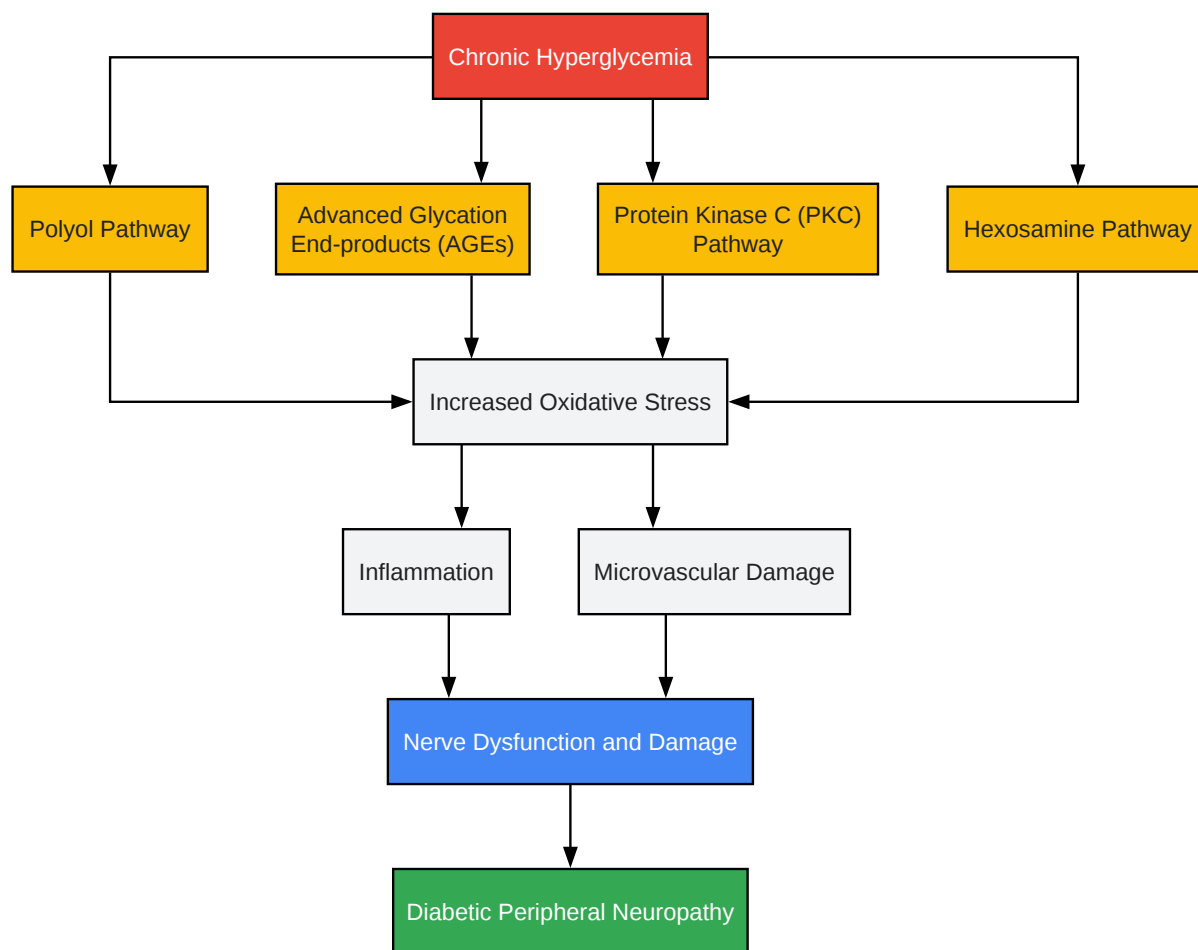 Chronic Hyperglycemia
Polyol Pathway
Advanced Glycation
End-products (AGEs)
Protein Kinase C (PKC)
Pathway
Hexosamine Pathway
Increased Oxidative Stress
Inflammation
Microvascular Damage
Nerve Dysfunction and Damage
Diabetic Peripheral Neuropathy